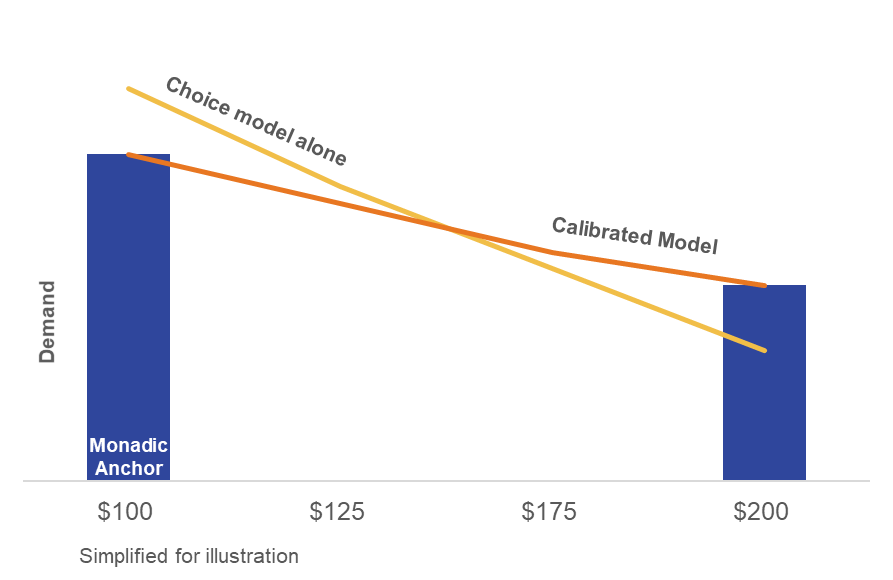 Choice model alone
Calibrated Model
Demand
Monadic
Anchor
$100
$125
$175
$200
Simplified for illustration